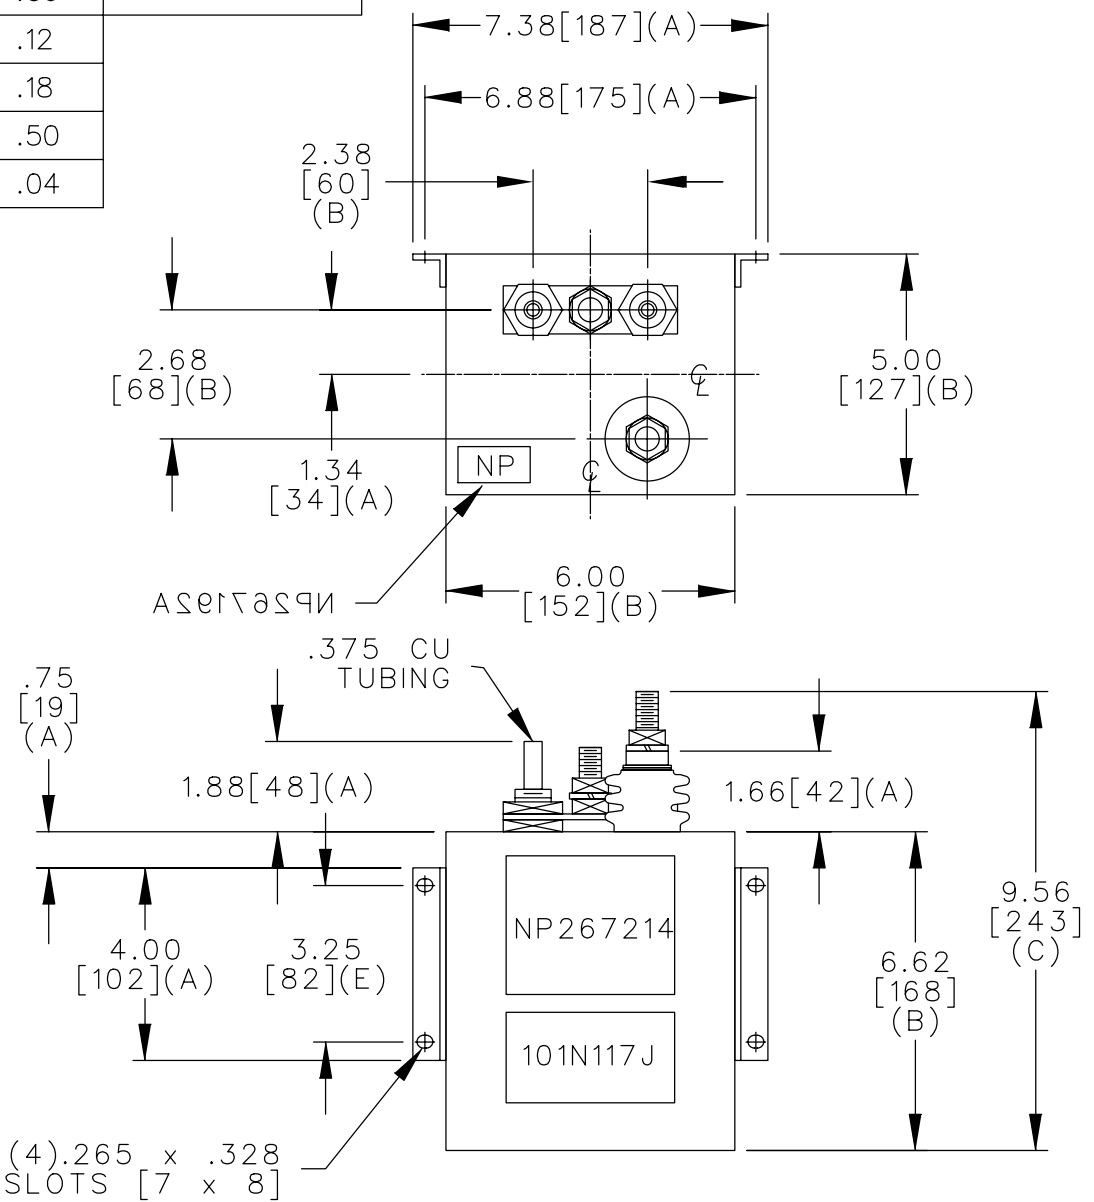 .12
.18
.50
.04
7.38[187](A)
6.88[175](A)
2.38
[60]
(B)
2.68
[68](B)
1.34
[34](A)
5.00
[127](B)
NP
6.00
[152](B)
NP267192A
.375 CU
TUBING
.75
[19]
(A)
1.88[48](A)
1.66[42](A)
NP267214
4.00
[102](A)
3.25
[82](E)
101N117J
9.56
[243]
(C)
6.62
[168]
(B)
(4).265 x .328
SLOTS [7 x 8]